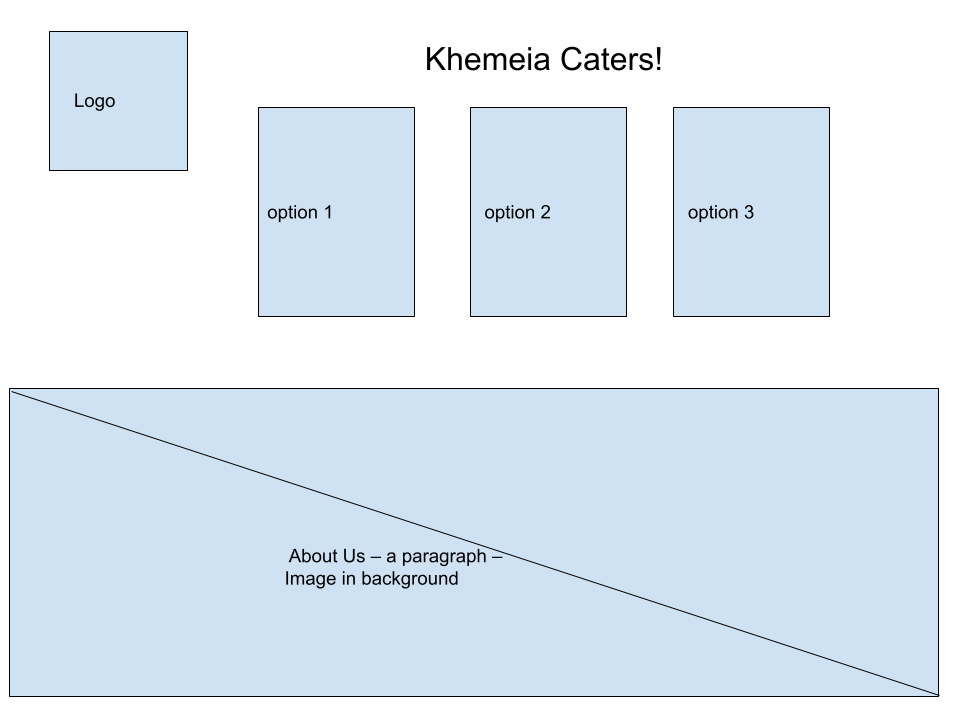 Khemeia Caters!
Logo
option 1
option 2
option 3
About Us – a paragraph –
Image in background